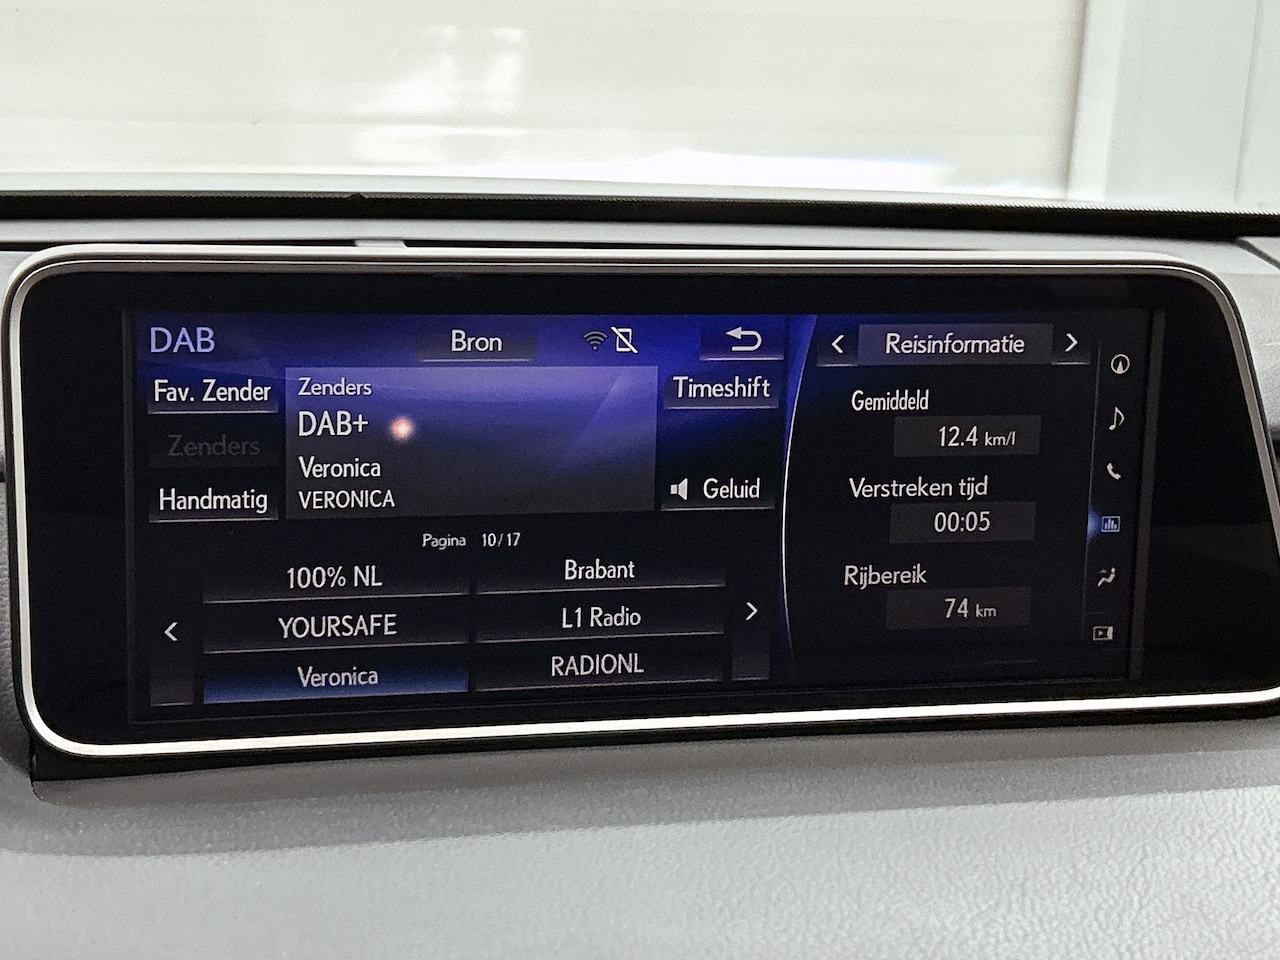 DAB
Bron
Fav. Zender
Zenders
Handmatig
Zenders
DAB+
Veronica
VERONICA
Timeshift
Geluid
Pagina 10/17
100% NL
Brabant
YOURSAFE
L1 Radio
Veronica
RADIONL
Reisinformatie
Gemiddeld
12.4 km/l
Verstreken tijd
00:05
Rijbereik
74 km